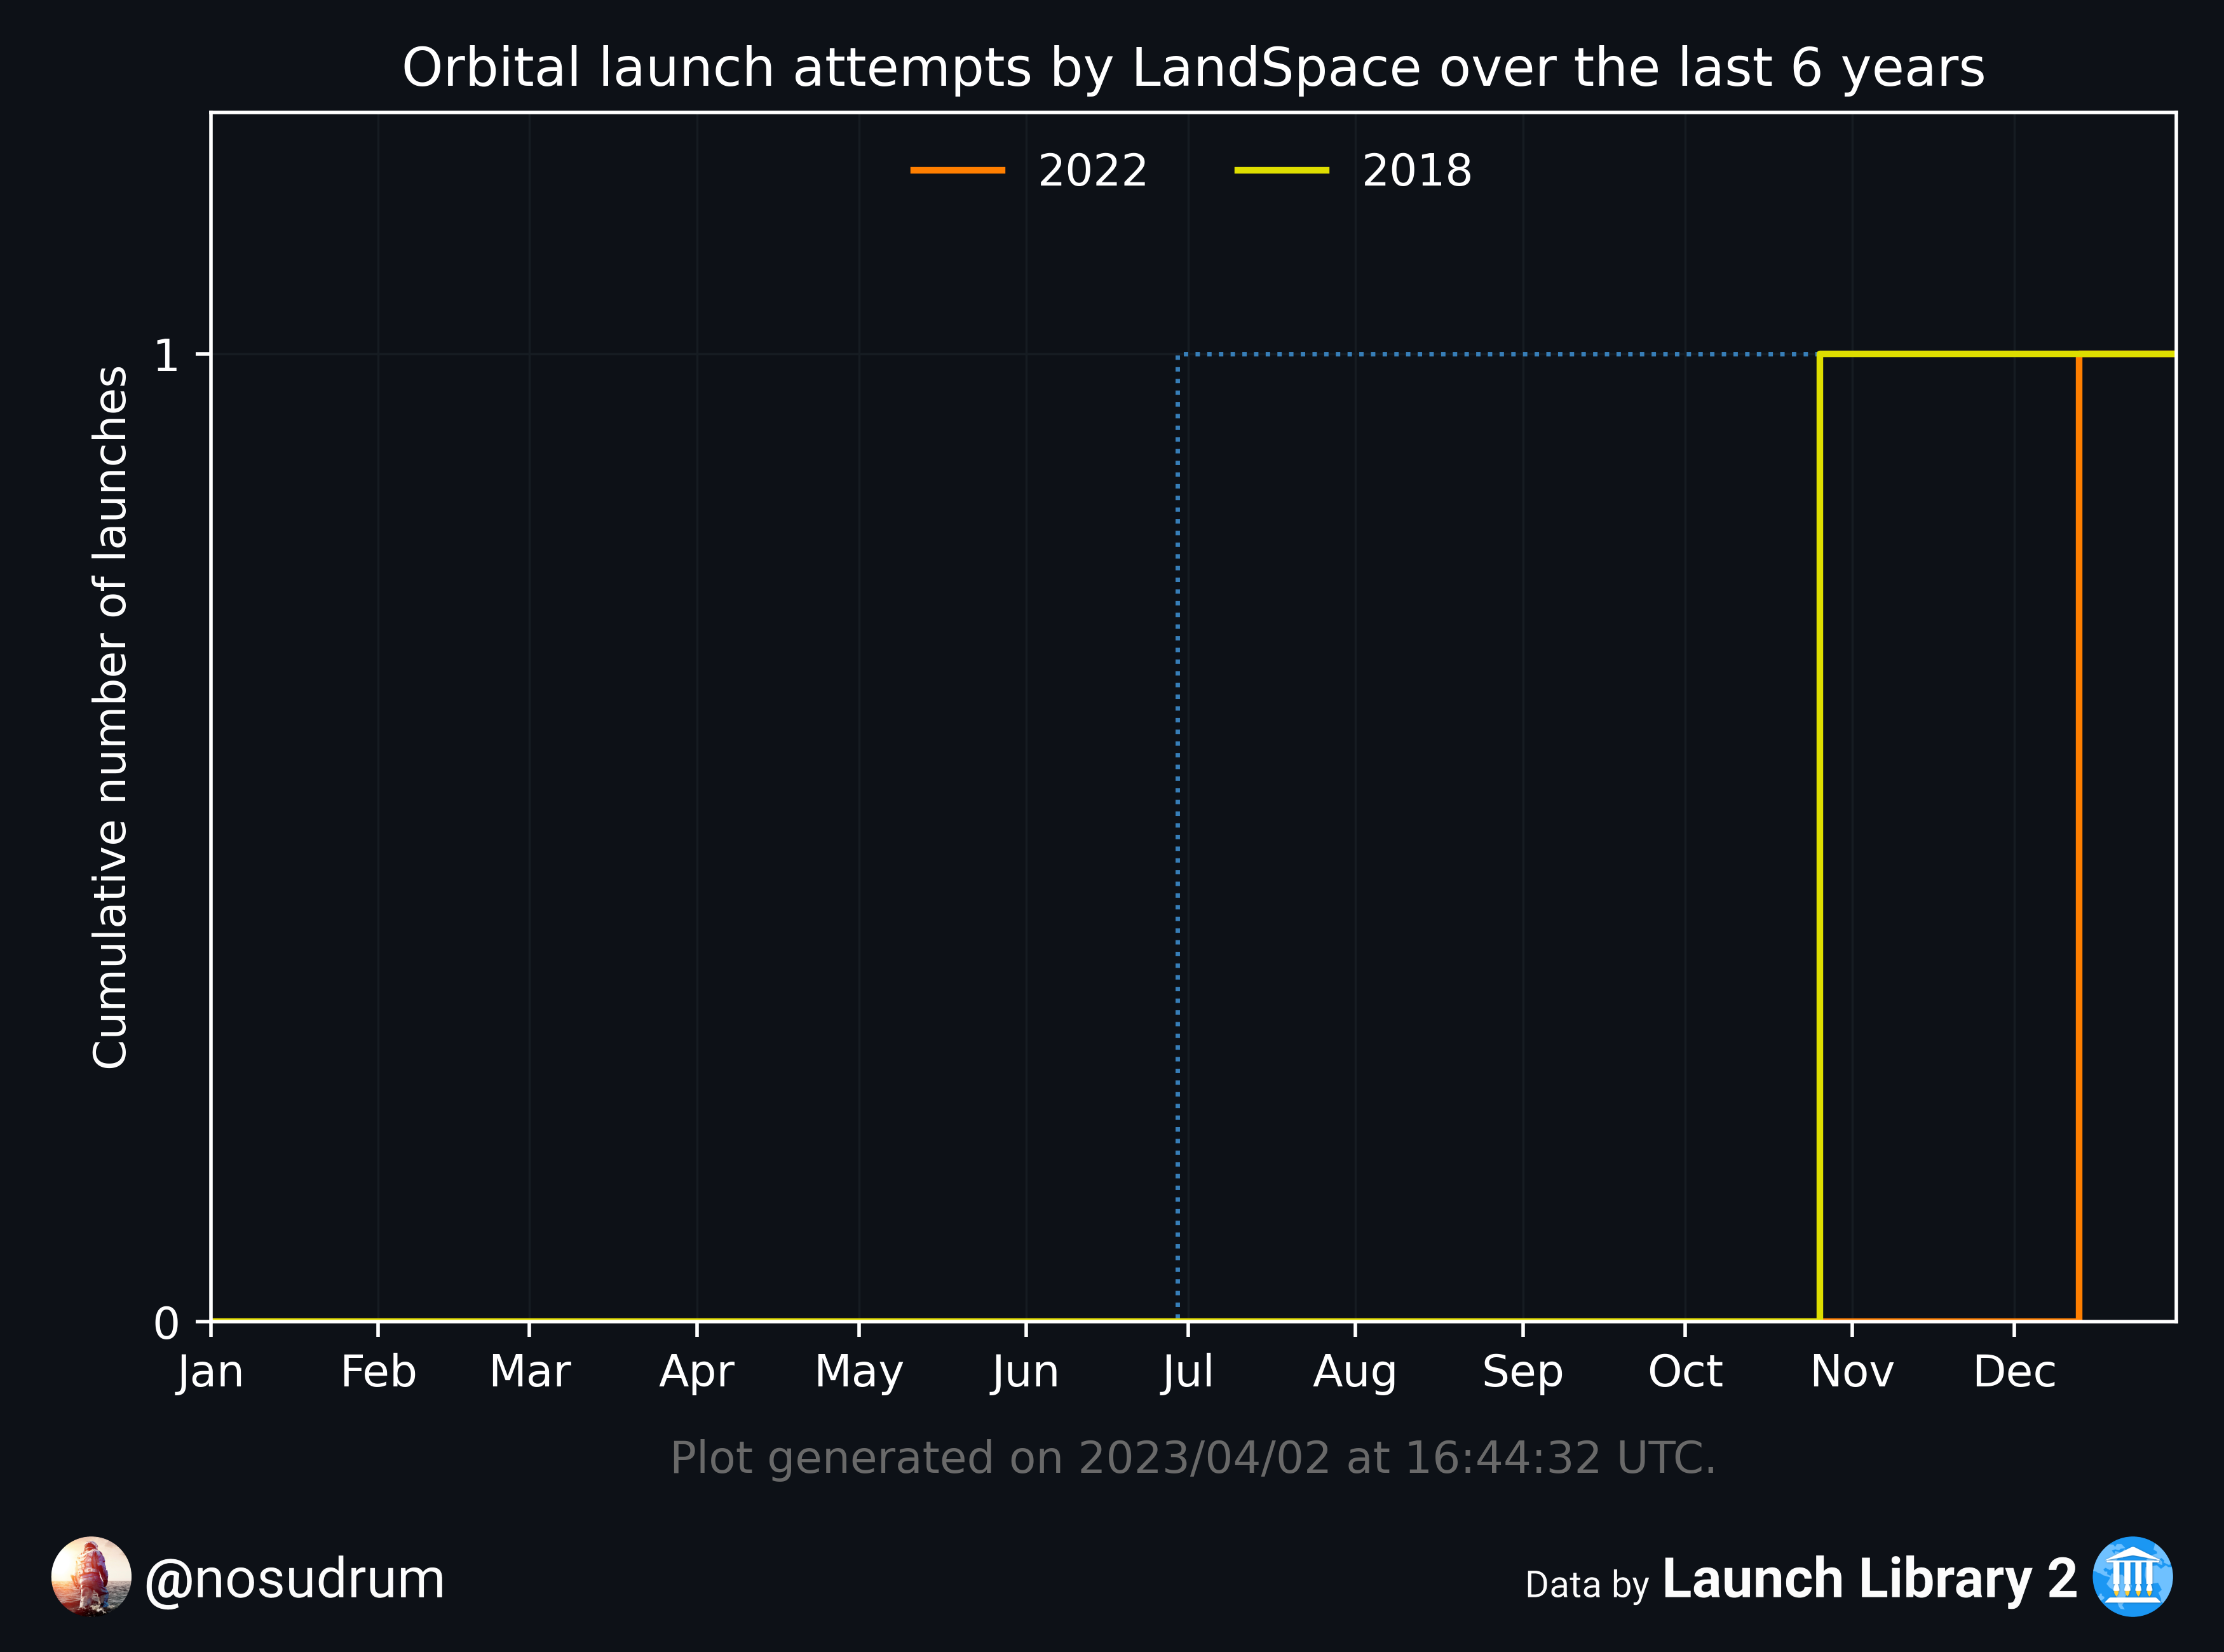 Orbital launch attempts by LandSpace over the last 6 years
2022 2018
Cumulative number of launches
1
0
Jan Feb Mar Apr May Jun Jul Aug Sep Oct Nov Dec
Plot generated on 2023/04/02 at 16:44:32 UTC.
@nosudrum
Data by Launch Library 2